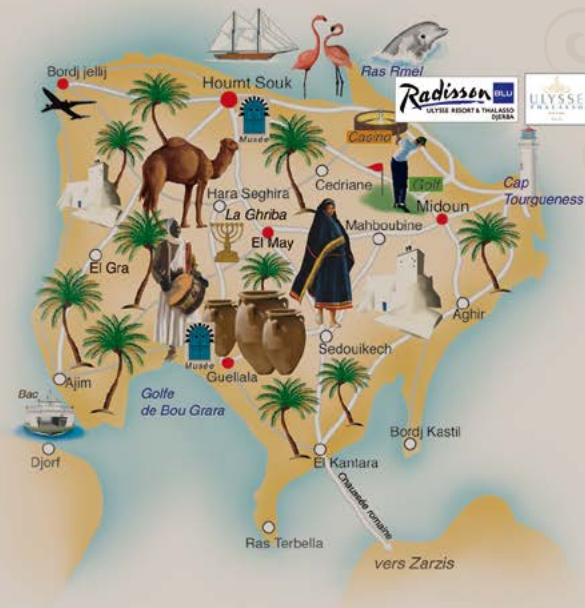 Bordj jellij
Houmt Souk
Ras Rmel
Radisson BLU
ULYSSE RESORT & THALASSO
DJERBA
ULYSSE
THALASSO
Musée
Casino
Cedriane
Golf
Cap
Tourgueness
Hara Seghira
La Ghriba
Midoun
El May
Mahboubine
El Gra
Aghir
Sedouikech
Musée
Guellala
Ajim
Bac
Golfe
de Bou Grara
Djorf
Bordj Kastil
El Kantara
Chaussée romaine
Ras Terbella
vers Zarzis